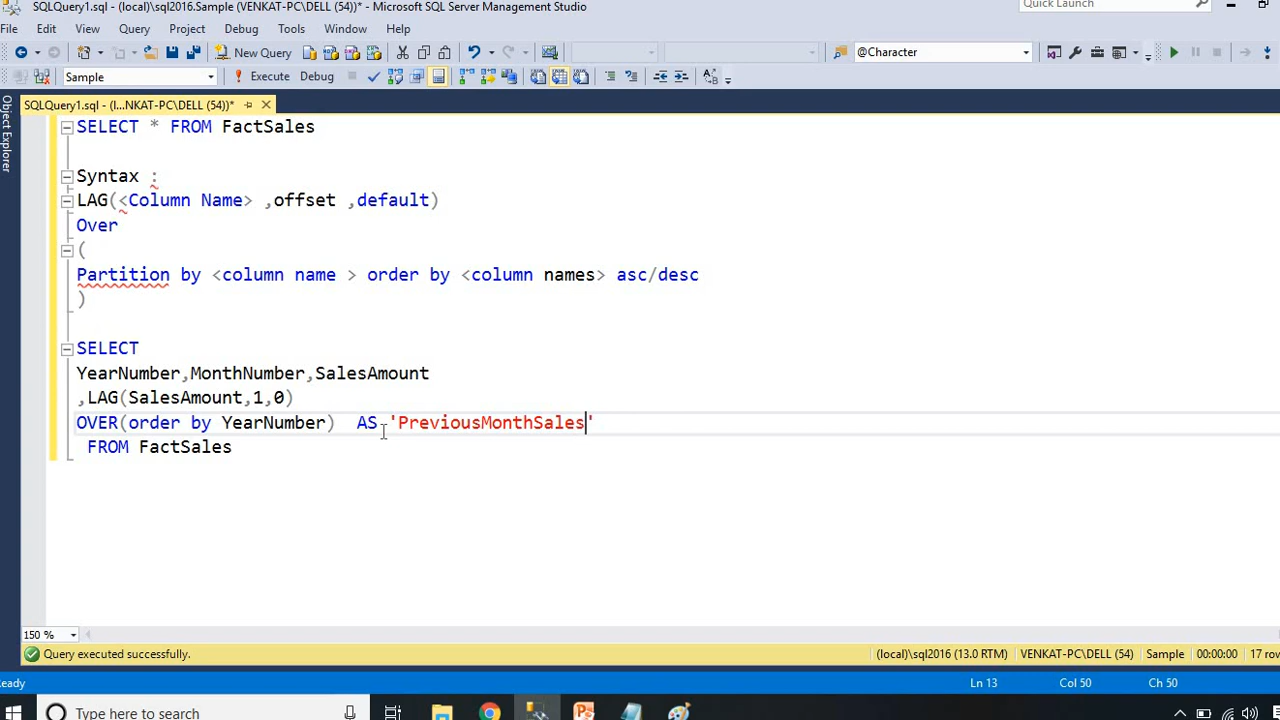 SQLQuery1.sql - (local)\sql2016.Sample (VENKAT-PC\DELL (54))* - Microsoft SQL Server Management Studio
Quick Launch
File Edit View Query Project Debug Tools Window Help
New Query
@Character
Sample
Execute Debug
SQLQuery1.sql - (l...NKAT-PC\DELL (54))*
Object Explorer
SELECT * FROM FactSales
Syntax :
LAG(<Column Name> ,offset ,default)
Over
(
Partition by <column name > order by <column names> asc/desc
)
SELECT
YearNumber,MonthNumber,SalesAmount
,LAG(SalesAmount,1,0)
OVER(order by YearNumber)  AS 'PreviousMonthSales'
FROM FactSales
150 %
Query executed successfully.
(local)\sql2016 (13.0 RTM) VENKAT-PC\DELL (54) Sample 00:00:00 17 row
Ready Ln 13 Col 50 Ch 50
Type here to search